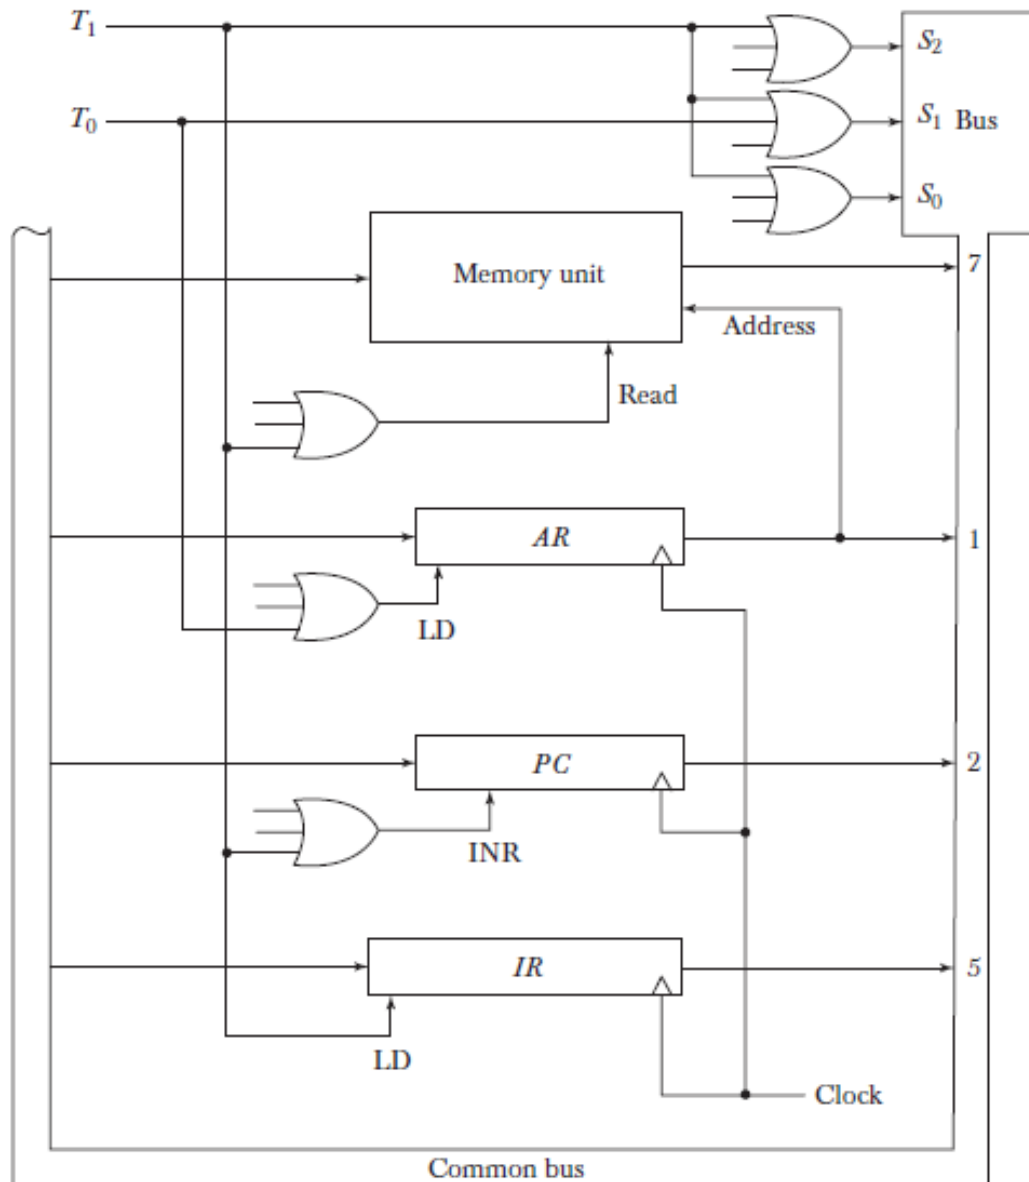 T₁
S₂
T₀
S₁ Bus
S₀
Memory unit
7
Address
Read
AR
1
LD
PC
2
INR
IR
5
LD
Clock
Common bus